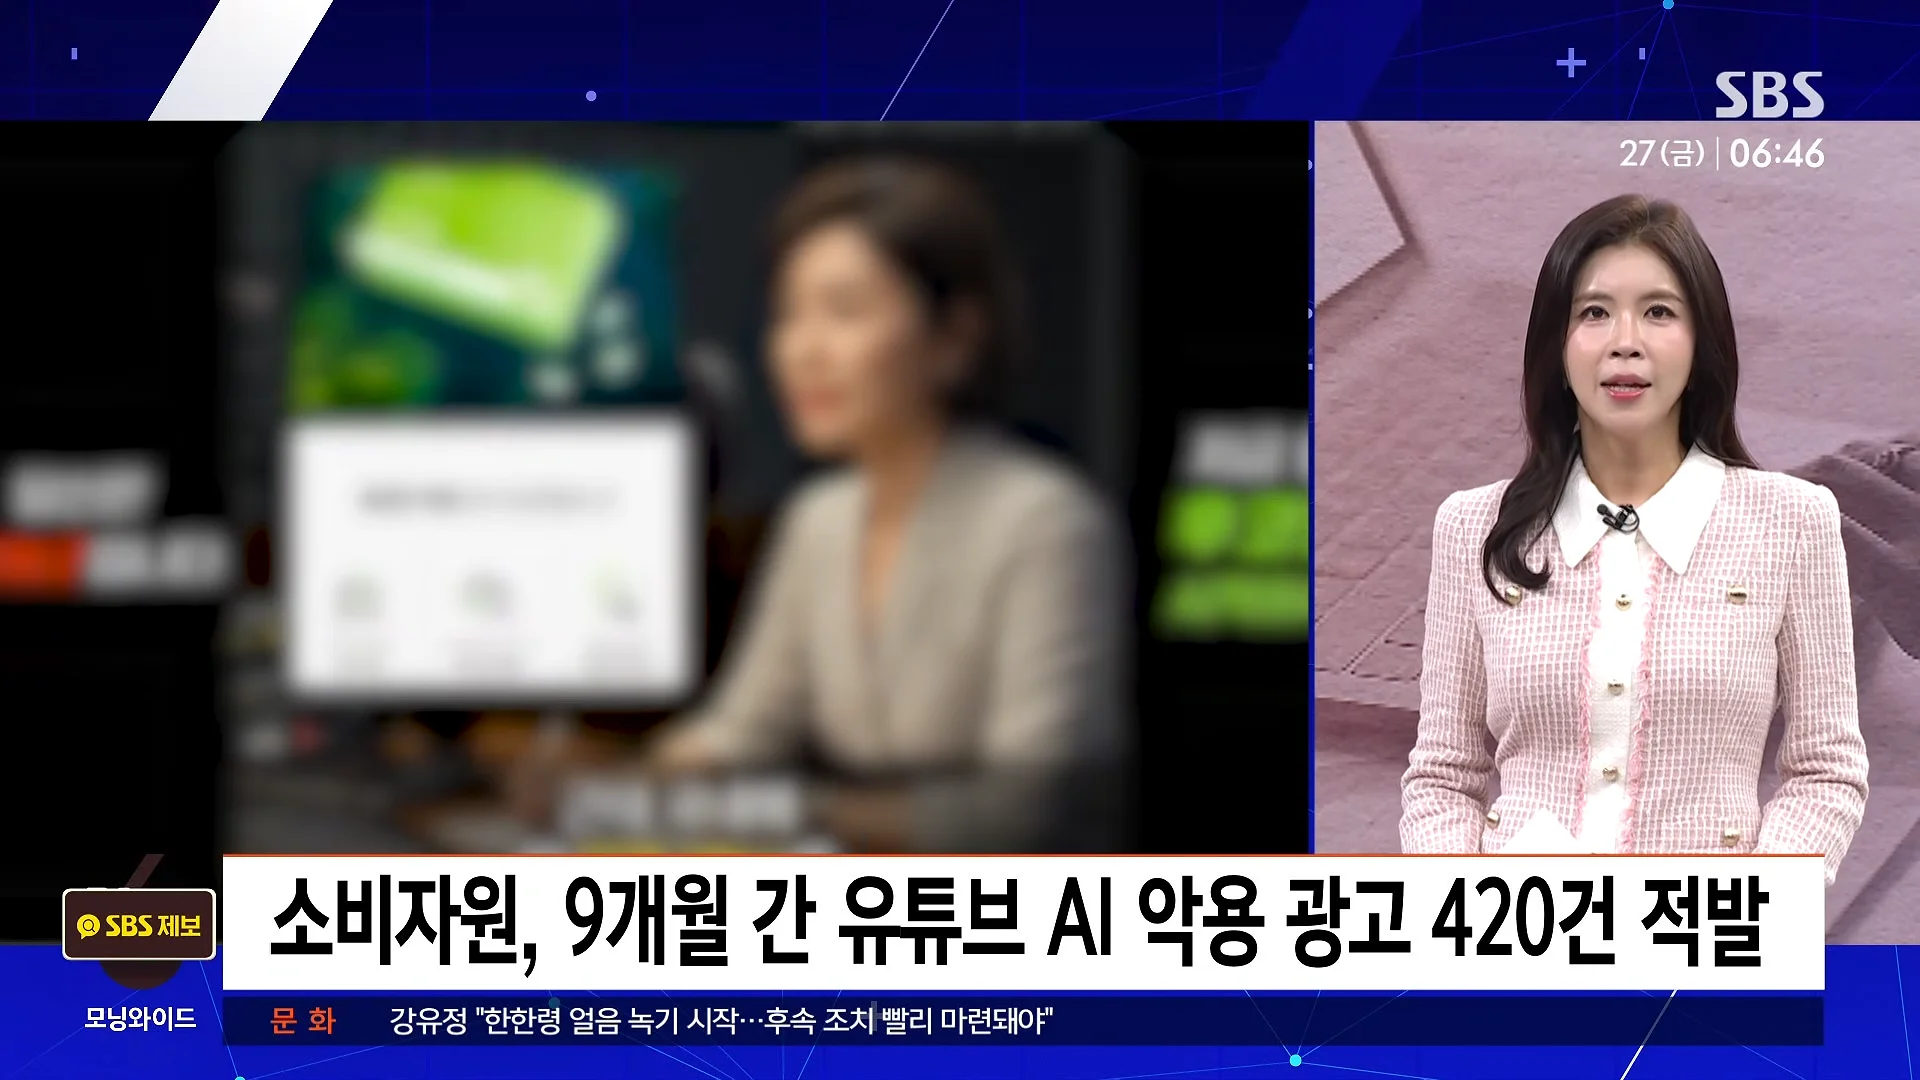 SBS
27(금) | 06:46
소비자원, 9개월 간 유튜브 AI 악용 광고 420건 적발
SBS 제보
모닝와이드
문 화 강유정 "한한령 얼음 녹기 시작…후속 조치 빨리 마련돼야"